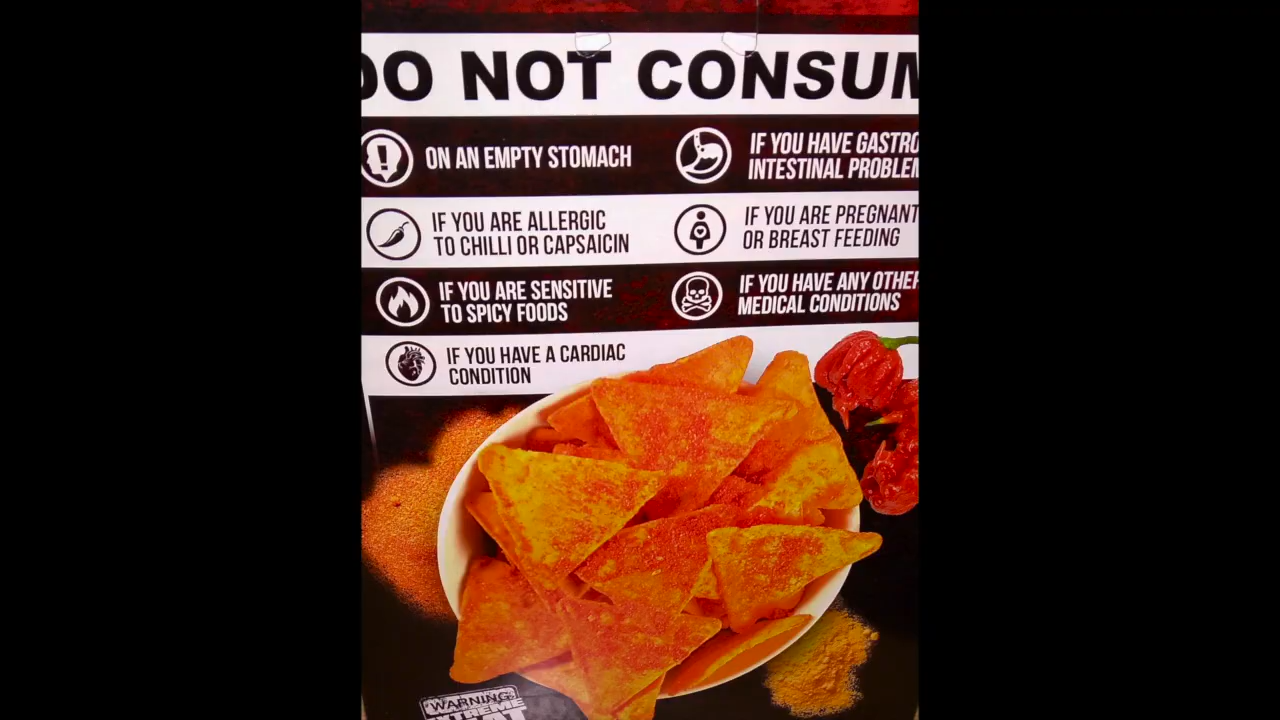 DO NOT CONSUM
ON AN EMPTY STOMACH
IF YOU HAVE GASTRO
INTESTINAL PROBLEM
IF YOU ARE ALLERGIC
TO CHILLI OR CAPSAICIN
IF YOU ARE PREGNANT
OR BREAST FEEDING
IF YOU ARE SENSITIVE
TO SPICY FOODS
IF YOU HAVE ANY OTHER
MEDICAL CONDITIONS
IF YOU HAVE A CARDIAC
CONDITION
WARNING:
EXTREME
HEAT